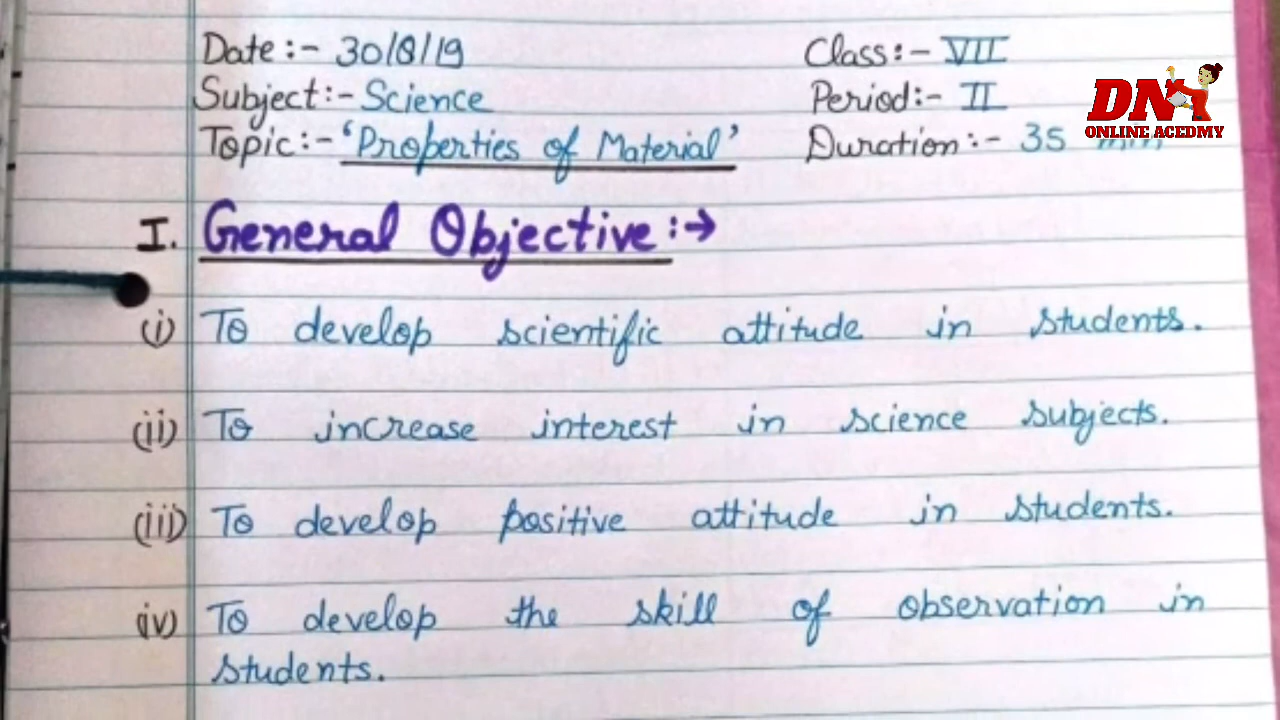 Date:- 30/8/19 Class:- VII
Subject:- Science Period:- II
Topic:- 'Properties of Material' Duration:- 35 min
DN
ONLINE ACEDMY
I. General Objective:→
(i) To develop scientific attitude in students.
(ii) To increase interest in science subjects.
(iii) To develop positive attitude in students.
(iv) To develop the skill of observation in
students.